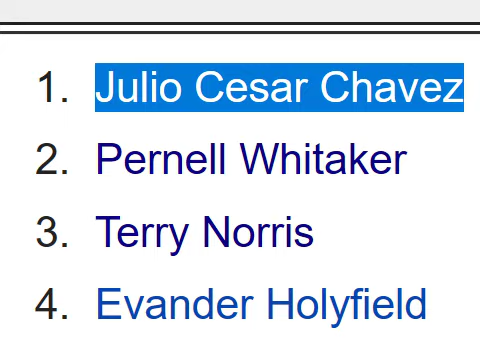 1. Julio Cesar Chavez
2. Pernell Whitaker
3. Terry Norris
4. Evander Holyfield